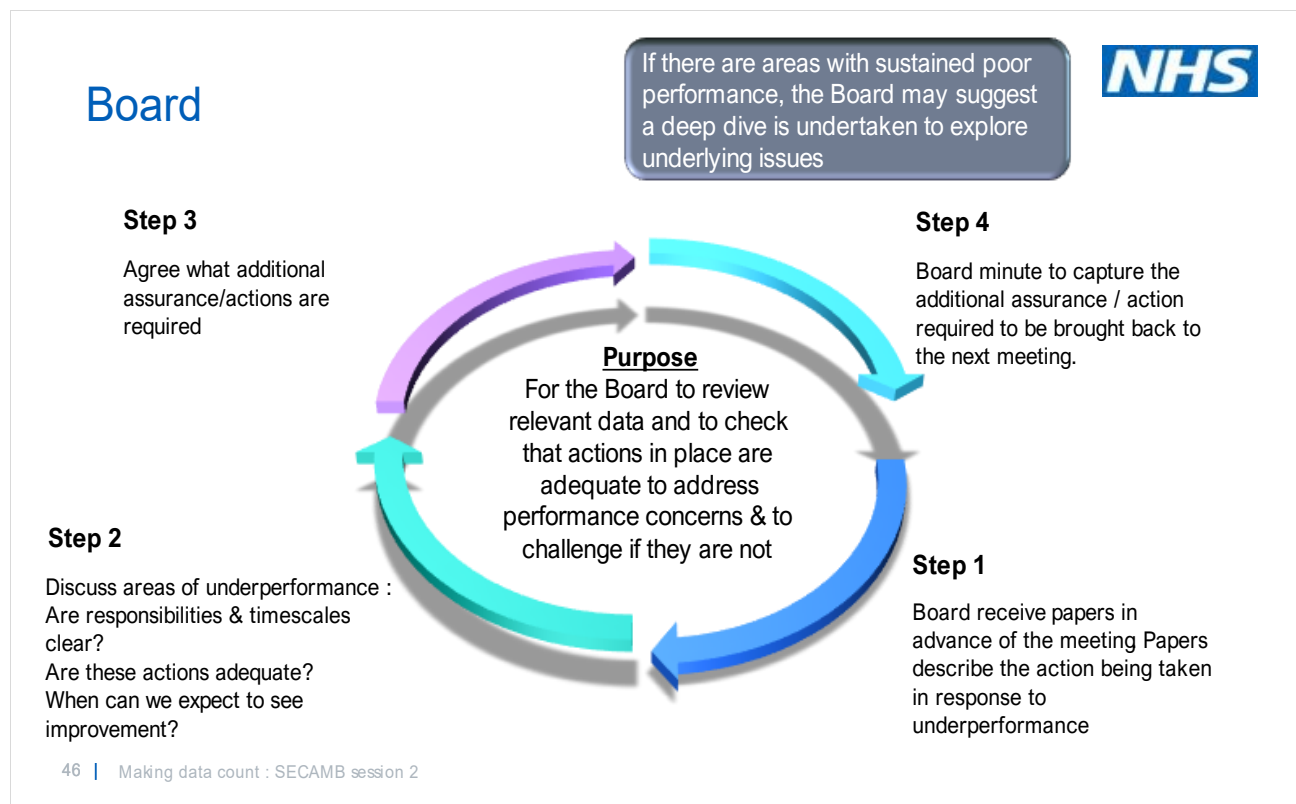 Board
If there are areas with sustained poor
performance, the Board may suggest
a deep dive is undertaken to explore
underlying issues
NHS
Step 3
Agree what additional
assurance/actions are
required
Step 4
Board minute to capture the
additional assurance / action
required to be brought back to
the next meeting.
Purpose
For the Board to review
relevant data and to check
that actions in place are
adequate to address
performance concerns & to
challenge if they are not
Step 2
Discuss areas of underperformance :
Are responsibilities & timescales
clear?
Are these actions adequate?
When can we expect to see
improvement?
Step 1
Board receive papers in
advance of the meeting Papers
describe the action being taken
in response to
underperformance
46 | Making data count : SECAMB session 2